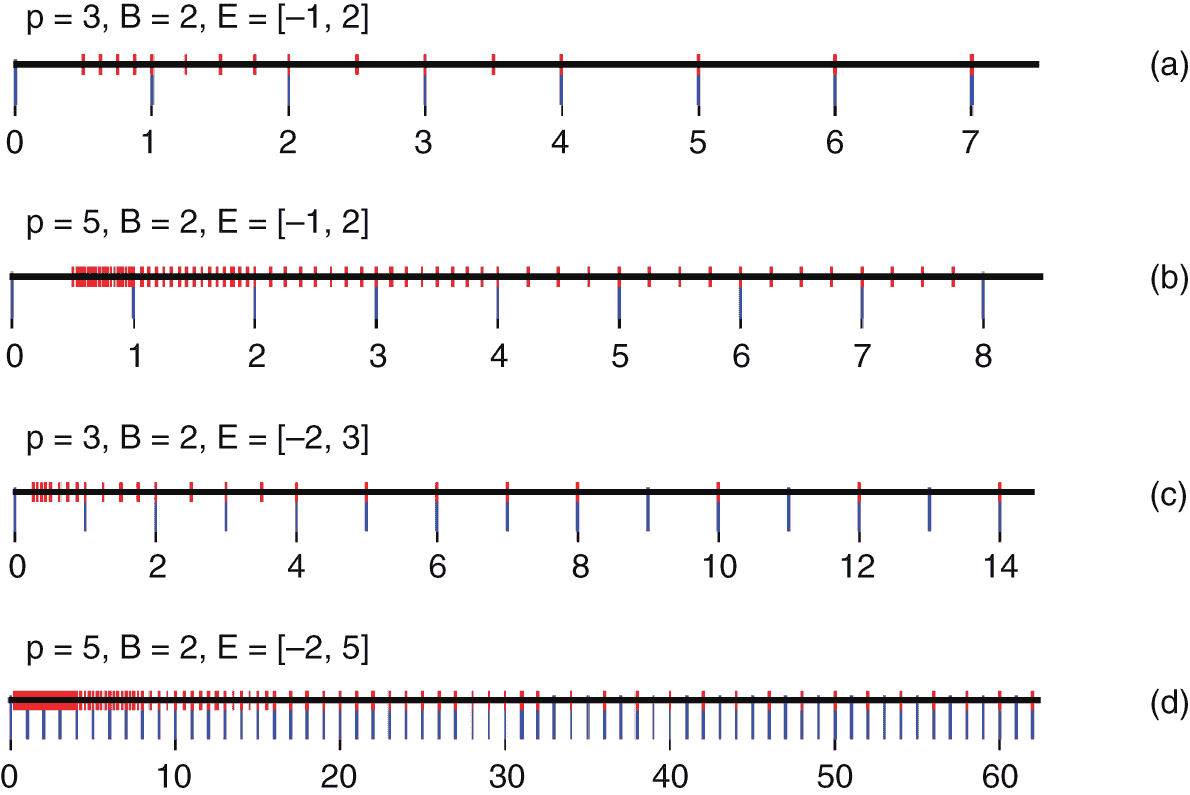 p = 3, B = 2, E = [–1, 2]
(a)
0 1 2 3 4 5 6 7
p = 5, B = 2, E = [–1, 2]
(b)
0 1 2 3 4 5 6 7 8
p = 3, B = 2, E = [–2, 3]
(c)
0 2 4 6 8 10 12 14
p = 5, B = 2, E = [–2, 5]
(d)
0 10 20 30 40 50 60